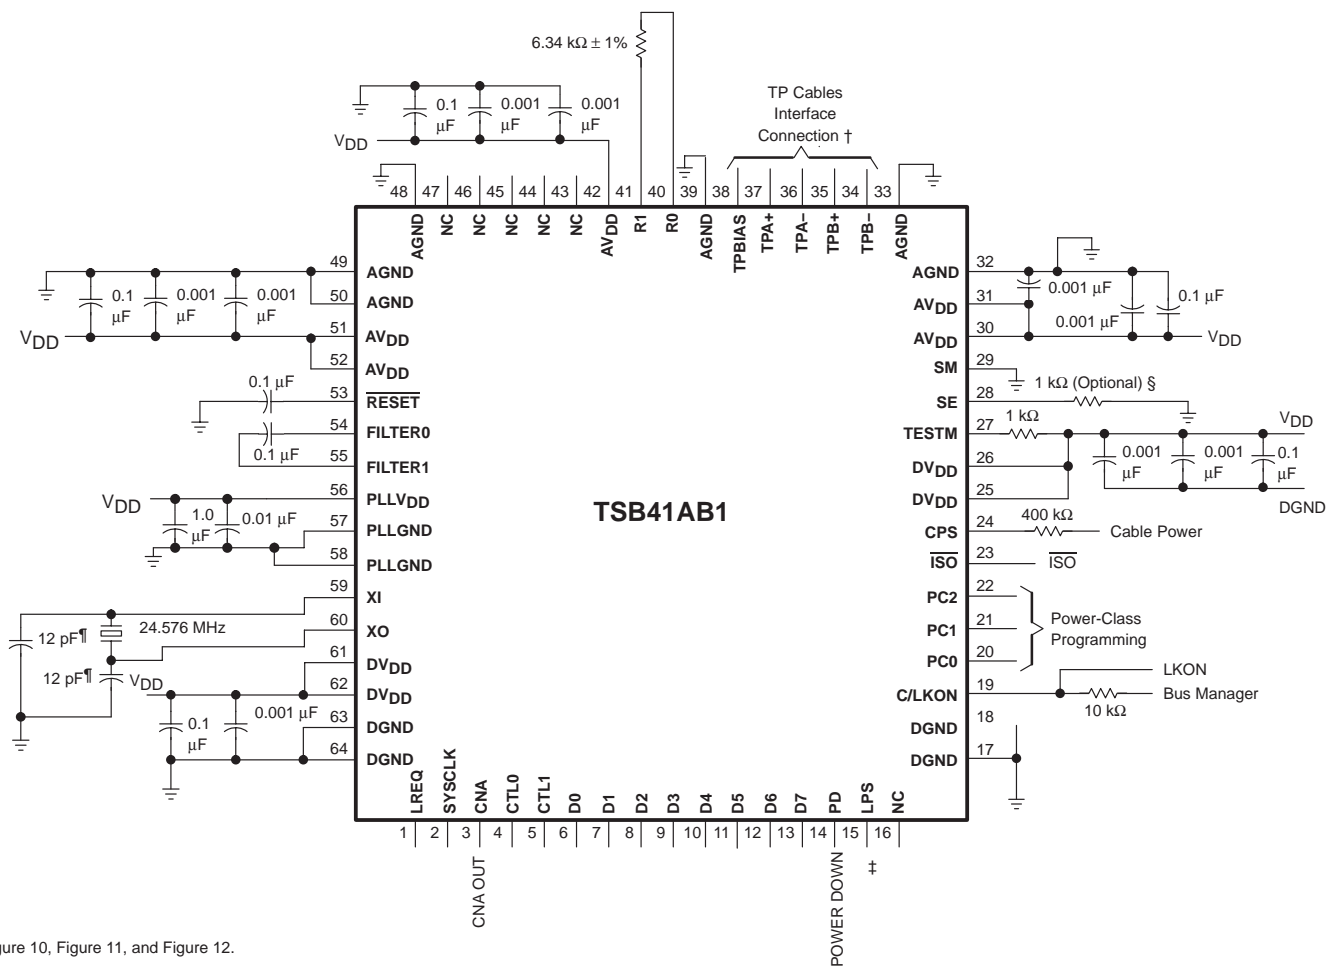 6.34 kΩ ± 1%
TP Cables
Interface
Connection †
0.1
µF
0.001
µF
0.001
µF
VDD
48 47 46 45 44 43 42 41 40 39 38 37 36 35 34 33
AGND
NC
NC
NC
NC
NC
AVDD
R1
R0
AGND
TPBIAS
TPA+
TPA−
TPB+
TPB−
AGND
49 AGND
50 AGND
51 AVDD
52 AVDD
53 RESET
54 FILTER0
55 FILTER1
56 PLLVDD
57 PLLGND
58 PLLGND
59 XI
60 XO
61 DVDD
62 DVDD
63 DGND
64 DGND
0.1
µF
0.001
µF
0.001
µF
VDD
0.1 µF
0.1 µF
VDD
1.0
µF
0.01 µF
12 pF¶
24.576 MHz
12 pF¶
VDD
0.1
µF
0.001 µF
TSB41AB1
AGND 32
AVDD 31
AVDD 30
SM 29
SE 28
TESTM 27
DVDD 26
DVDD 25
CPS 24
ISO 23
PC2 22
PC1 21
PC0 20
C/LKON 19
DGND 18
DGND 17
0.001 µF
0.001 µF
0.1 µF
VDD
1 kΩ (Optional) §
1 kΩ
VDD
0.001
µF
0.001
µF
0.1
µF
DGND
400 kΩ
Cable Power
ISO
Power-Class
Programming
LKON
Bus Manager
10 kΩ
LREQ
SYSCLK
CNA
CTL0
CTL1
D0
D1
D2
D3
D4
D5
D6
D7
PD
LPS
NC
1 2 3 4 5 6 7 8 9 10 11 12 13 14 15 16
CNA OUT
POWER DOWN
‡
gure 10, Figure 11, and Figure 12.